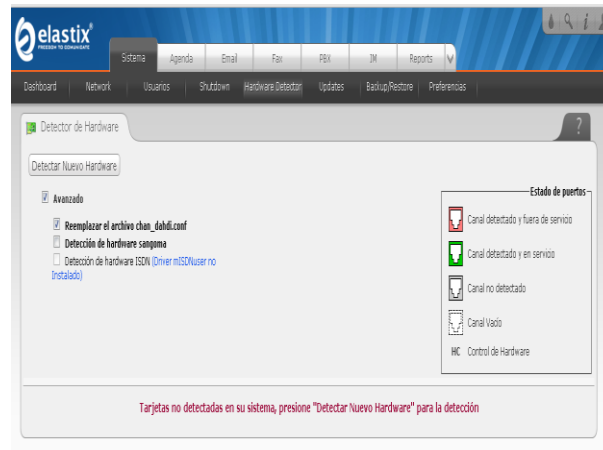 elastix®
FREEDOM TO COMMUNICATE
Sistema Agenda Email Fax PBX IM Reports
Dashboard Network Usuarios Shutdown Hardware Detector Updates Backup/Restore Preferencias
Detector de Hardware
?
Detectar Nuevo Hardware
Avanzado
Reemplazar el archivo chan_dahdi.conf
Detección de hardware sangoma
Detección de hardware ISDN (Driver mISDNuser no
Instalado)
Estado de puertos
Canal detectado y fuera de servicio
Canal detectado y en servicio
Canal no detectado
Canal Vacío
HC Control de Hardware
Tarjetas no detectadas en su sistema, presione "Detectar Nuevo Hardware" para la detección